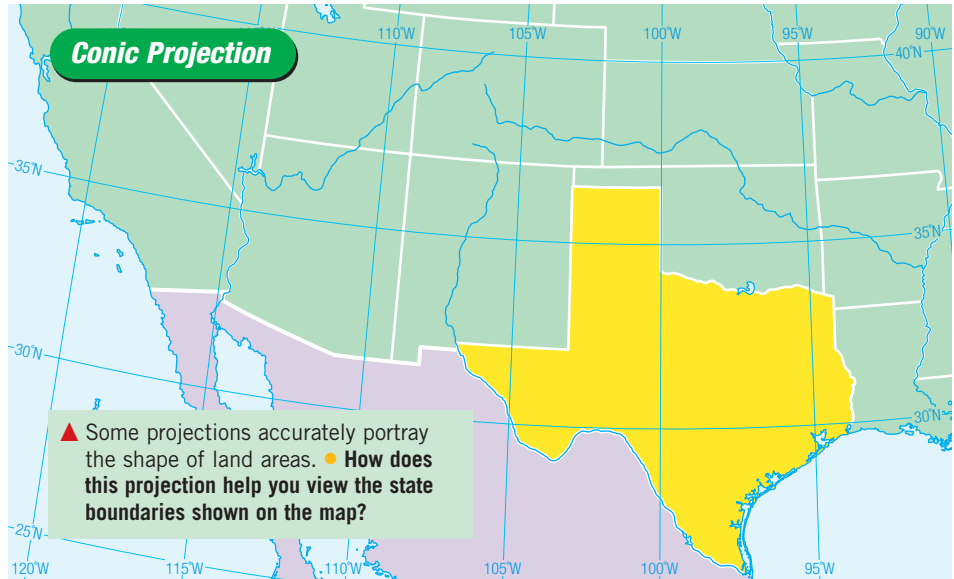 Conic Projection
110°W
105°W
100°W
95°W
90°W
40°N
35°N
35°N
30°N
30°N
▲ Some projections accurately portray
the shape of land areas. ● How does
this projection help you view the state
boundaries shown on the map?
25°N
120°W
115°W
110°W
105°W
100°W
95°W